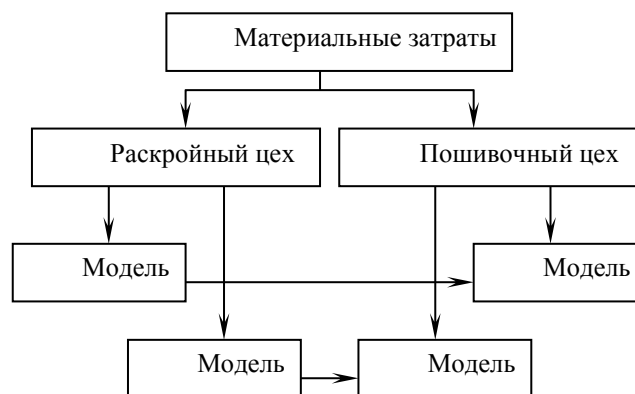 Материальные затраты
Раскройный цех
Пошивочный цех
Модель
Модель
Модель
Модель